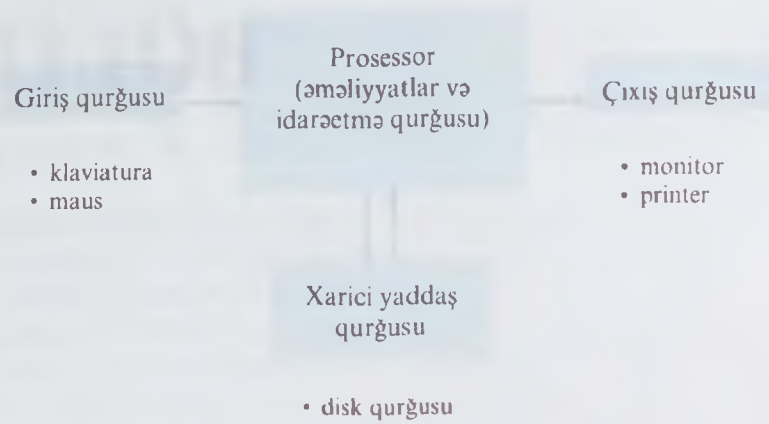 Giriş qurğusu
• klaviatura
• maus
Prosessor
(əməliyyatlar və
idarəetmə qurğusu)
Çıxış qurğusu
• monitor
• printer
Xarici yaddaş
qurğusu
• disk qurğusu